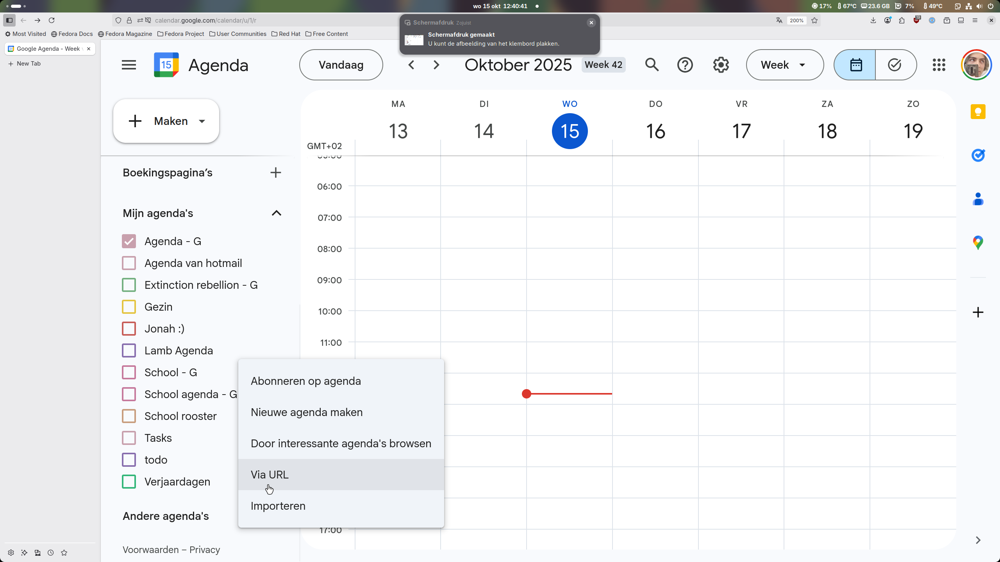 wo 15 okt 12:40:41
17% 67°C 23.6 GB 7% 49°C
calendar.google.com/calendar/u/1/r
200%
19
Schermafdruk Zojuist
Schermafdruk gemaakt
U kunt de afbeelding van het klembord plakken.
Most Visited Fedora Docs Fedora Magazine Fedora Project User Communities Red Hat Free Content
Google Agenda - Week
New Tab
15 Agenda
Vandaag
Oktober 2025 Week 42
Week
Maken
MA DI WO DO VR ZA ZO
13 14 15 16 17 18 19
GMT+02
05:00
06:00
07:00
08:00
09:00
10:00
11:00
17:00
Boekingspagina’s
Mijn agenda's
Agenda - G
Agenda van hotmail
Extinction rebellion - G
Gezin
Jonah :)
Lamb Agenda
School - G
School agenda - G
School rooster
Tasks
todo
Verjaardagen
Andere agenda's
Abonneren op agenda
Nieuwe agenda maken
Door interessante agenda's browsen
Via URL
Importeren
Voorwaarden – Privacy